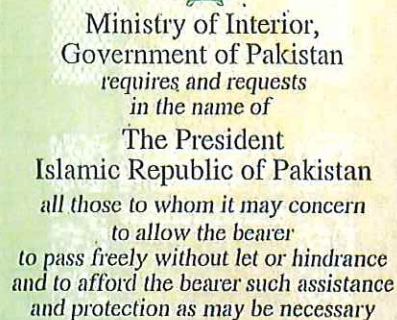 Ministry of Interior,
Government of Pakistan
requires and requests
in the name of
The President
Islamic Republic of Pakistan
all those to whom it may concern
to allow the bearer
to pass freely without let or hindrance
and to afford the bearer such assistance
and protection as may be necessary